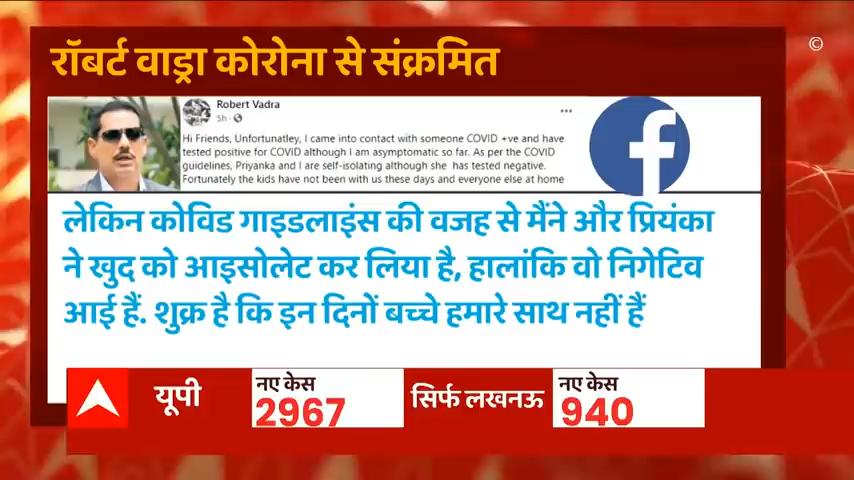 ©
रॉबर्ट वाड्रा कोरोना से संक्रमित
Robert Vadra
5h ·
Hi Friends, Unfortunatley, I came into contact with someone COVID +ve and have
tested positive for COVID although I am asymptomatic so far. As per the COVID
guidelines, Priyanka and I are self-isolating although she has tested negative.
Fortunately the kids have not been with us these days and everyone else at home
लेकिन कोविड गाइडलाइंस की वजह से मैंने और प्रियंका
ने खुद को आइसोलेट कर लिया है, हालांकि वो निगेटिव
आई हैं. शुक्र है कि इन दिनों बच्चे हमारे साथ नहीं हैं
यूपी
नए केस
2967
सिर्फ लखनऊ
नए केस
940